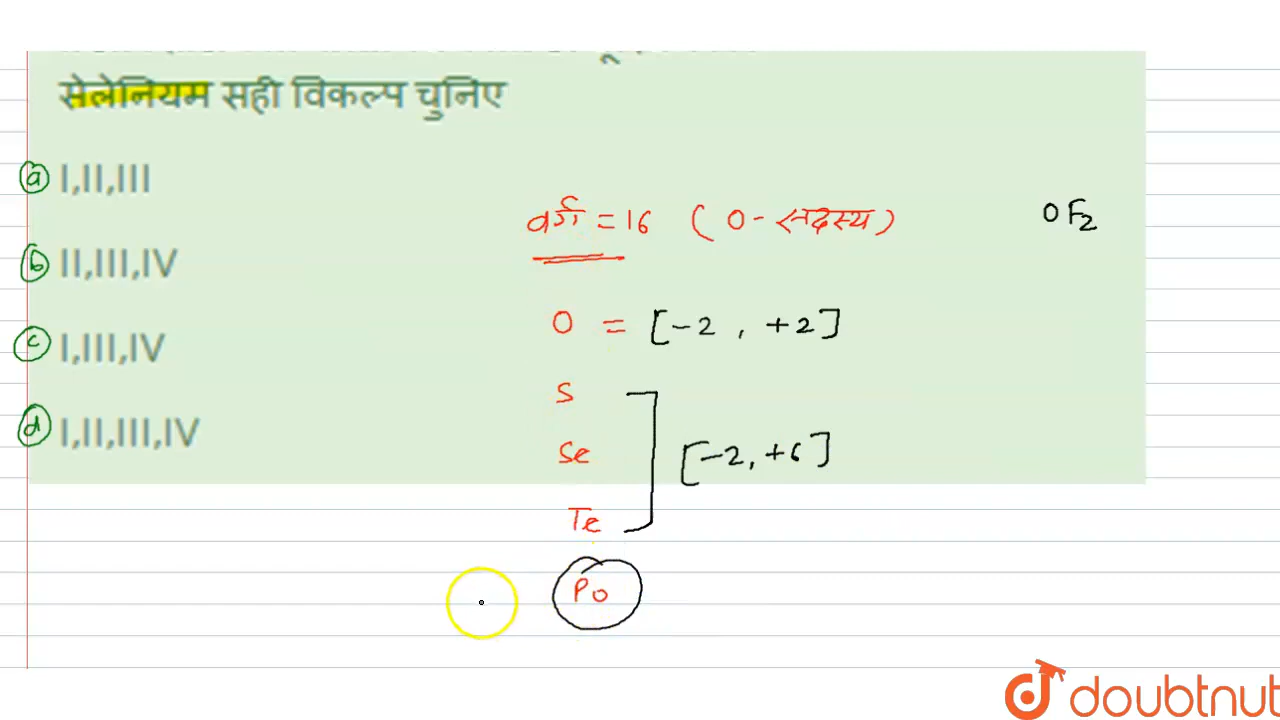 सेलेनियम सही विकल्प चुनिए
a I,II,III
वर्ग = 16 (O - सदस्य)
OF2
b II,III,IV
O = [-2, +2]
c I,III,IV
S
d I,II,III,IV
Se [-2, +6]
Te
Po
doubtnut